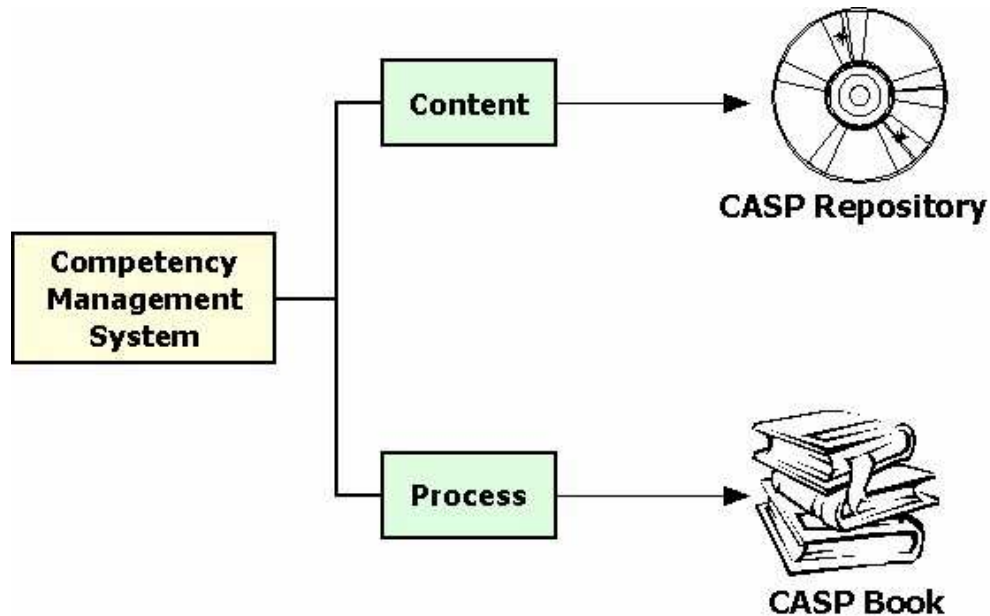 Content
CASP Repository
Competency
Management
System
Process
CASP Book